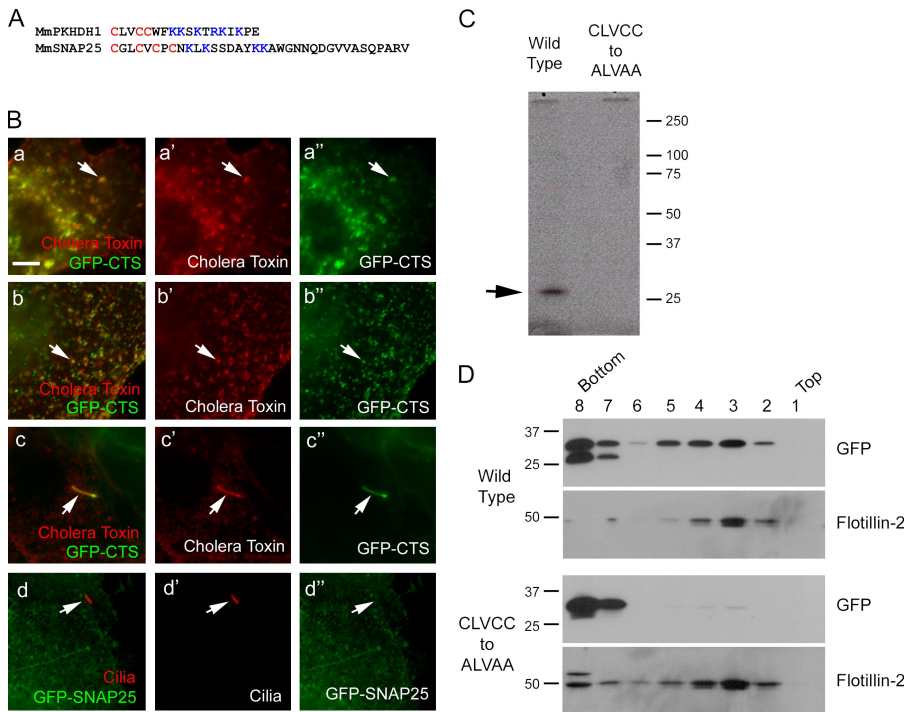 A
MmPKHDH1 CLVCCWFKKSKTRKIKPE
MmSNAP25 CGLCVCPCNKLKSSDAYKKAWGNNQDGVVASQPARV
B
a
Cholera Toxin
GFP-CTS
a'
Cholera Toxin
a''
GFP-CTS
b
Cholera Toxin
GFP-CTS
b'
Cholera Toxin
b''
GFP-CTS
c
Cholera Toxin
GFP-CTS
c'
Cholera Toxin
c''
GFP-CTS
d
Cilia
GFP-SNAP25
d'
Cilia
d''
GFP-SNAP25
C
Wild
Type
CLVCC
to
ALVAA
250
100
75
50
37
25
D
Bottom
Top
8 7 6 5 4 3 2 1
Wild
Type
37
25
GFP
50
Flotillin-2
CLVCC
to
ALVAA
37
25
GFP
50
Flotillin-2